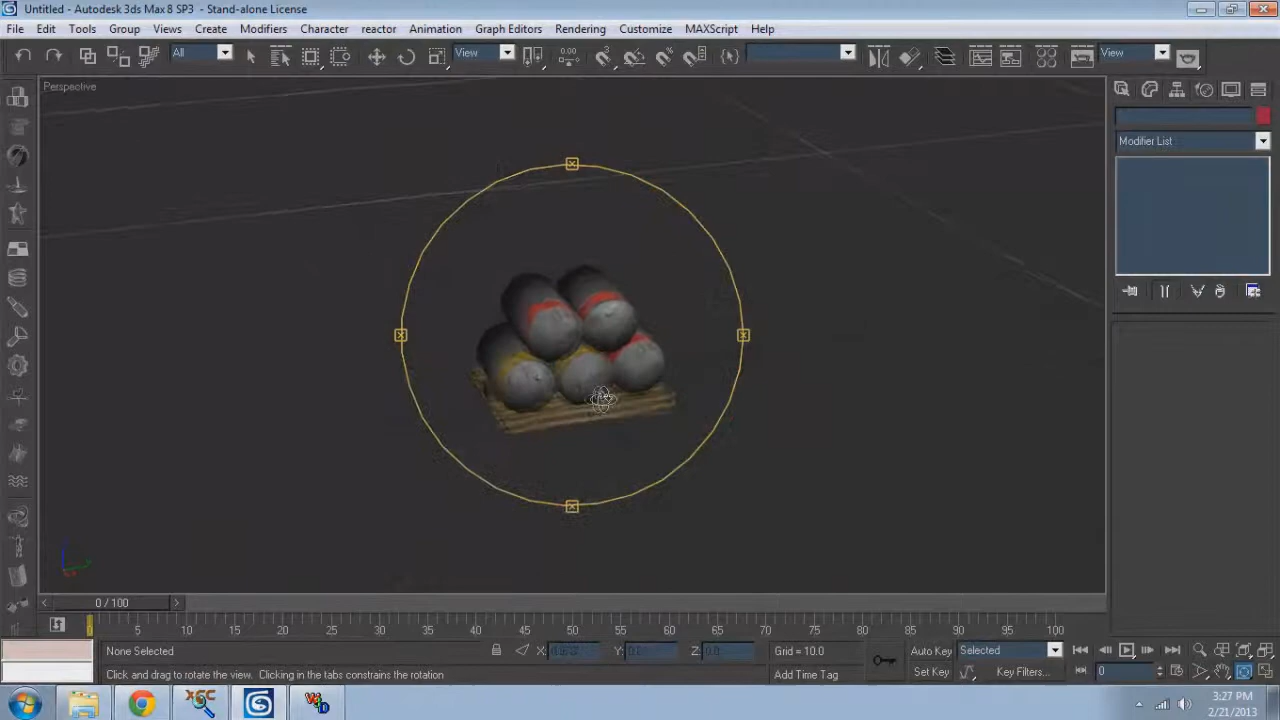 Untitled - Autodesk 3ds Max 8 SP3 - Stand-alone License
File Edit Tools Group Views Create Modifiers Character reactor Animation Graph Editors Rendering Customize MAXScript Help
All View View
Perspective
Modifier List
0 / 100
5 10 15 20 25 30 35 40 45 50 55 60 65 70 75 80 85 90 95 100
None Selected X: Y: Z: Grid = 10.0 Auto Key Selected
Click and drag to rotate the view. Clicking in the tabs constrains the rotation Add Time Tag Set Key Key Filters... 0
3:27 PM
2/21/2013